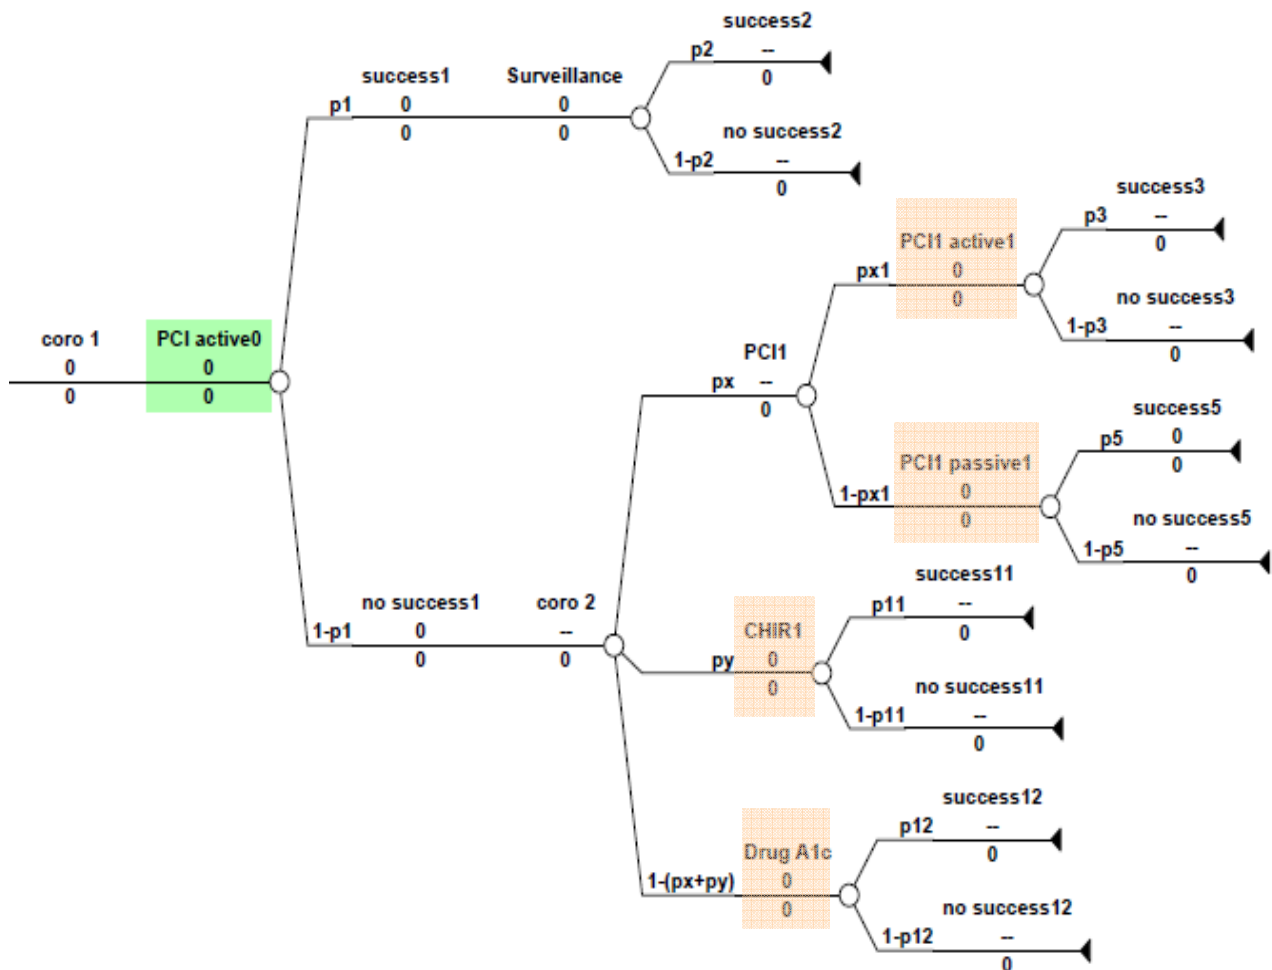 success2
p2 --
0
success1 Surveillance
p1 0 0
0 0
no success2
1-p2 --
0
success3
p3 --
0
PCI1 active1
px1 0
0
no success3
1-p3 --
0
coro 1 PCI active0
0 0
0 0
PCI1
px --
0
success5
p5 0
0
PCI1 passive1
1-px1 0
0
no success5
1-p5 --
0
no success1 coro 2
1-p1 0 --
0 0
success11
p11 --
0
CHIR1
py 0
0
no success11
1-p11 --
0
success12
p12 --
0
Drug A1c
1-(px+py) 0
0
no success12
1-p12 --
0